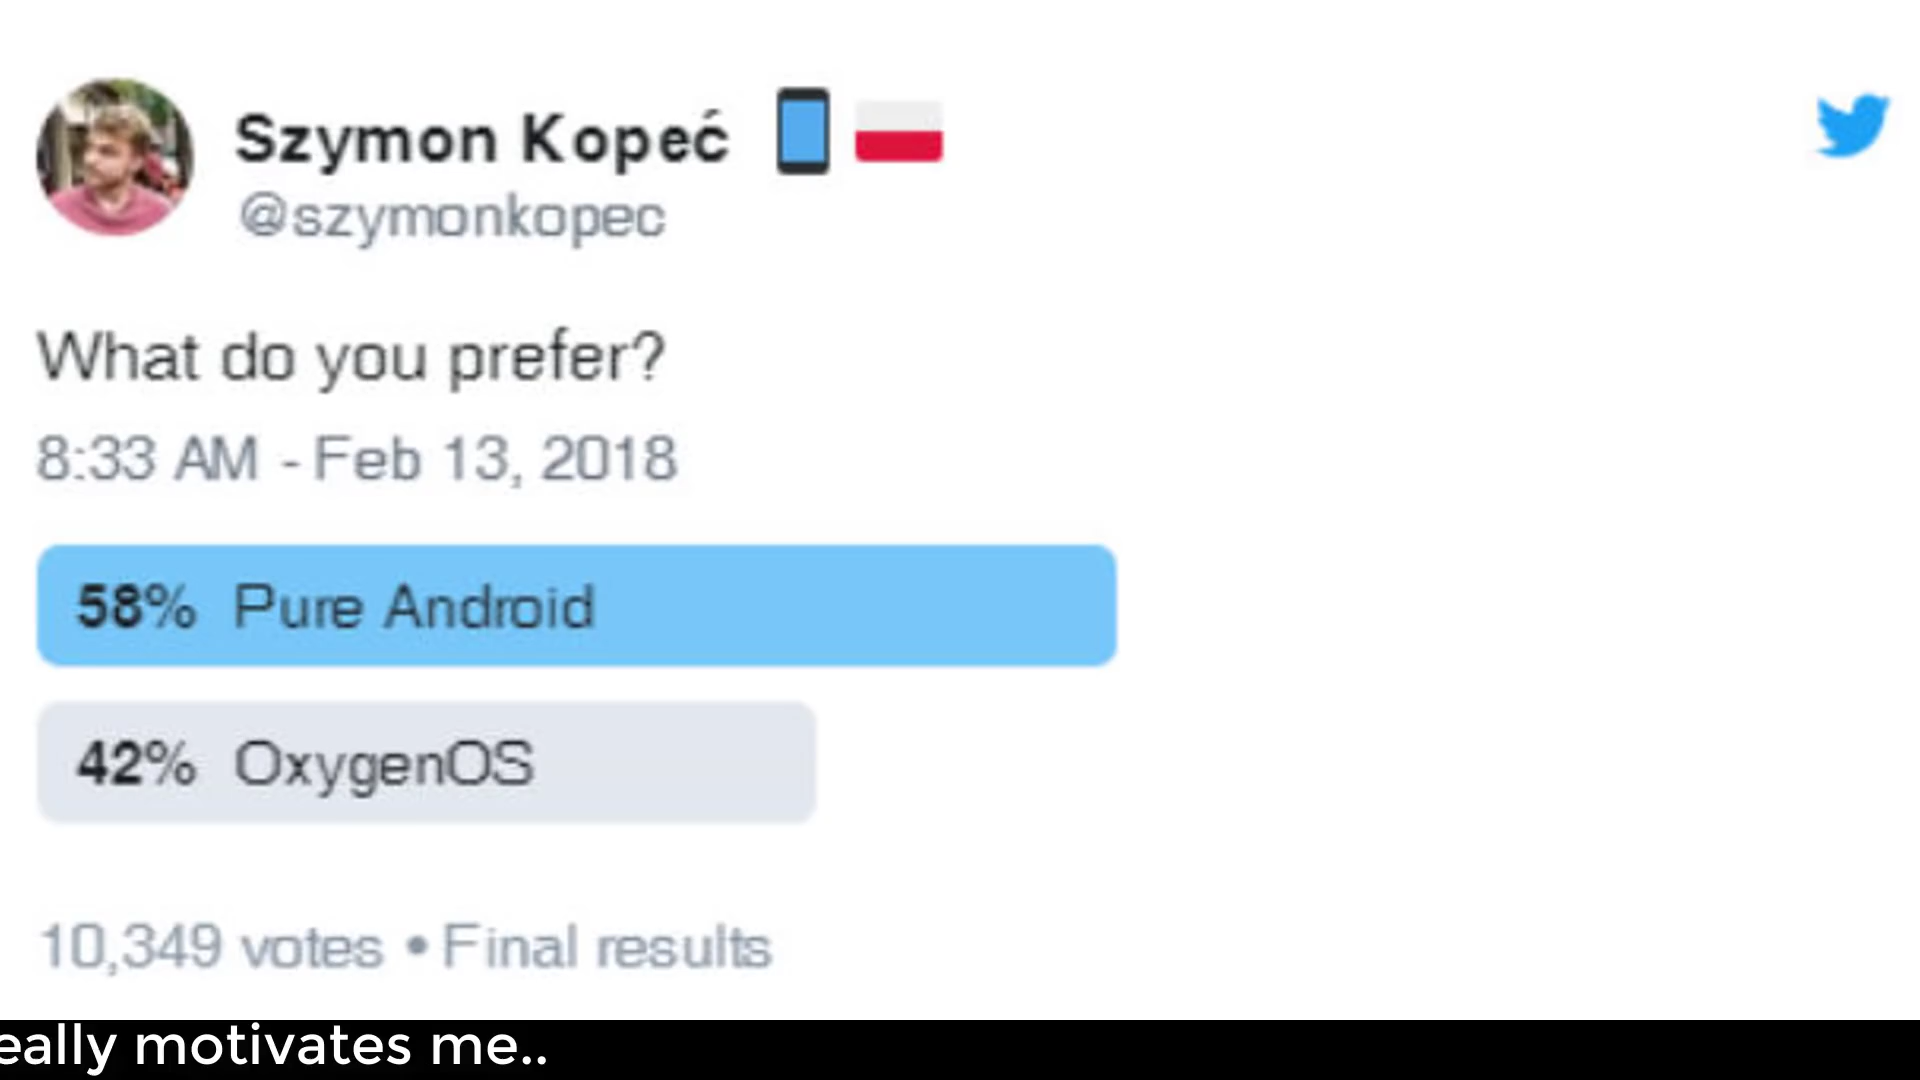 Szymon Kopeć
@szymonkopec
What do you prefer?
8:33 AM - Feb 13, 2018
58% Pure Android
42% OxygenOS
10,349 votes • Final results
eally motivates me..